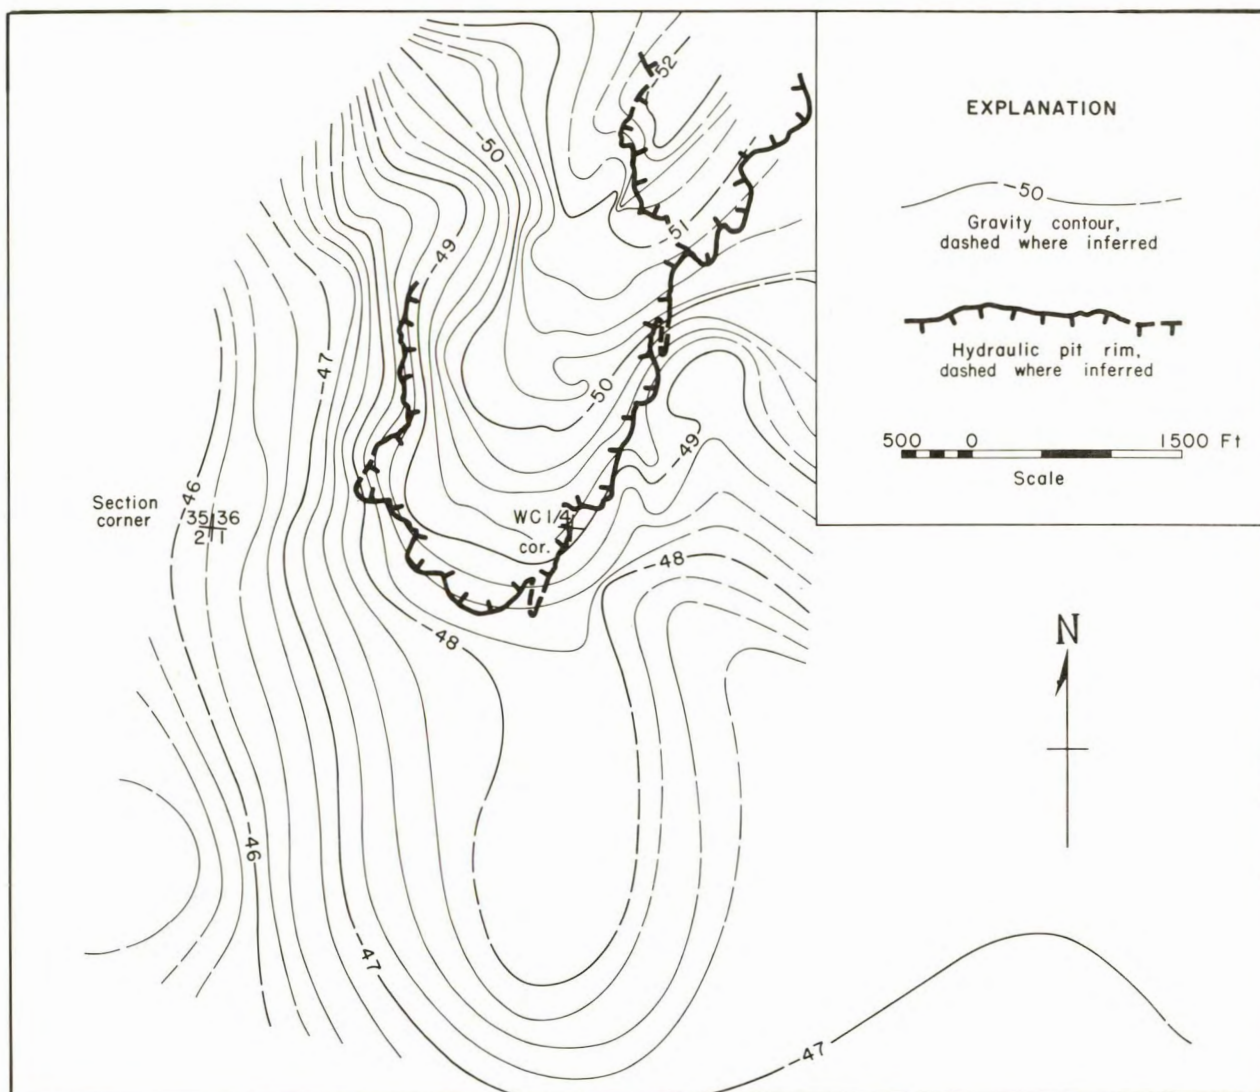 -52
-50
-51
-49
-47
-50
-49
-46
Section
corner
35 36
2 1
WC 1/4
cor.
-48
-48
-46
-47
-47
EXPLANATION
-50
Gravity contour,
dashed where inferred
Hydraulic pit rim,
dashed where inferred
500 0 1500 Ft
Scale
N